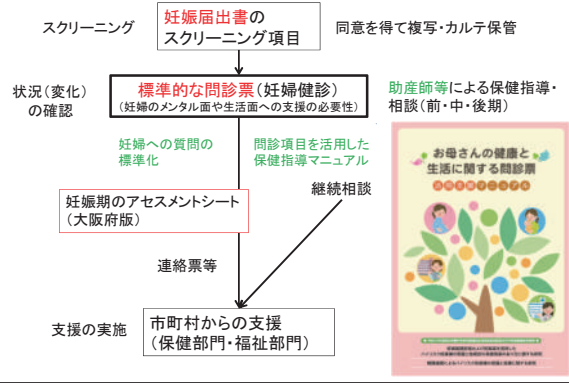 スクリーニング
妊娠届出書の
スクリーニング項目
同意を得て複写・カルテ保管
状況(変化)
の確認
標準的な問診票(妊婦健診)
(妊婦のメンタル面や生活面への支援の必要性)
助産師等による保健指導・
相談(前・中・後期)
妊婦への質問の
標準化
問診項目を活用した
保健指導マニュアル
お母さんの健康と
生活に関する問診票
マニュアル
妊娠期のアセスメントシート
(大阪府版)
継続相談
連絡票等
支援の実施
市町村からの支援
(保健部門・福祉部門)